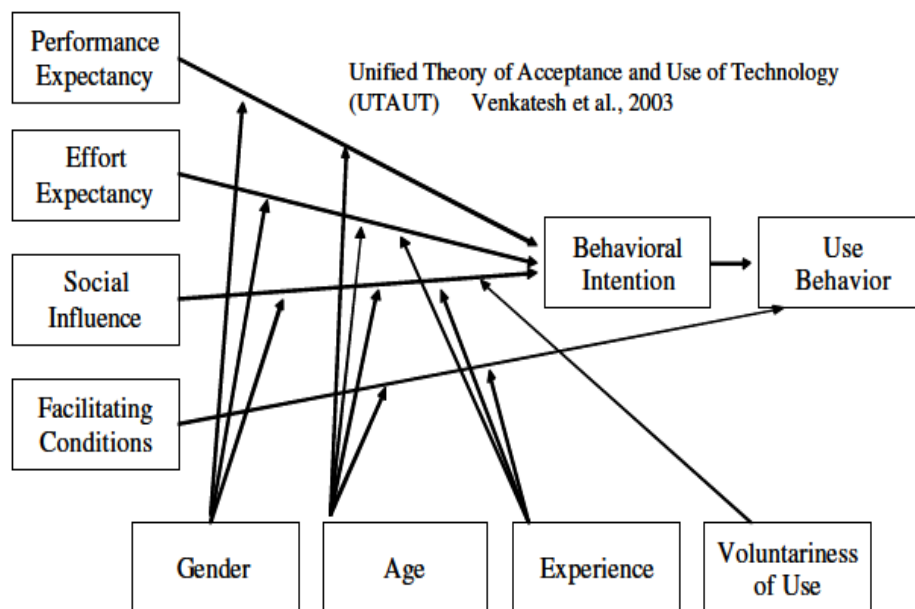 Performance
Expectancy
Unified Theory of Acceptance and Use of Technology
(UTAUT) Venkatesh et al., 2003
Effort
Expectancy
Social
Influence
Behavioral
Intention
Use
Behavior
Facilitating
Conditions
Gender
Age
Experience
Voluntariness
of Use